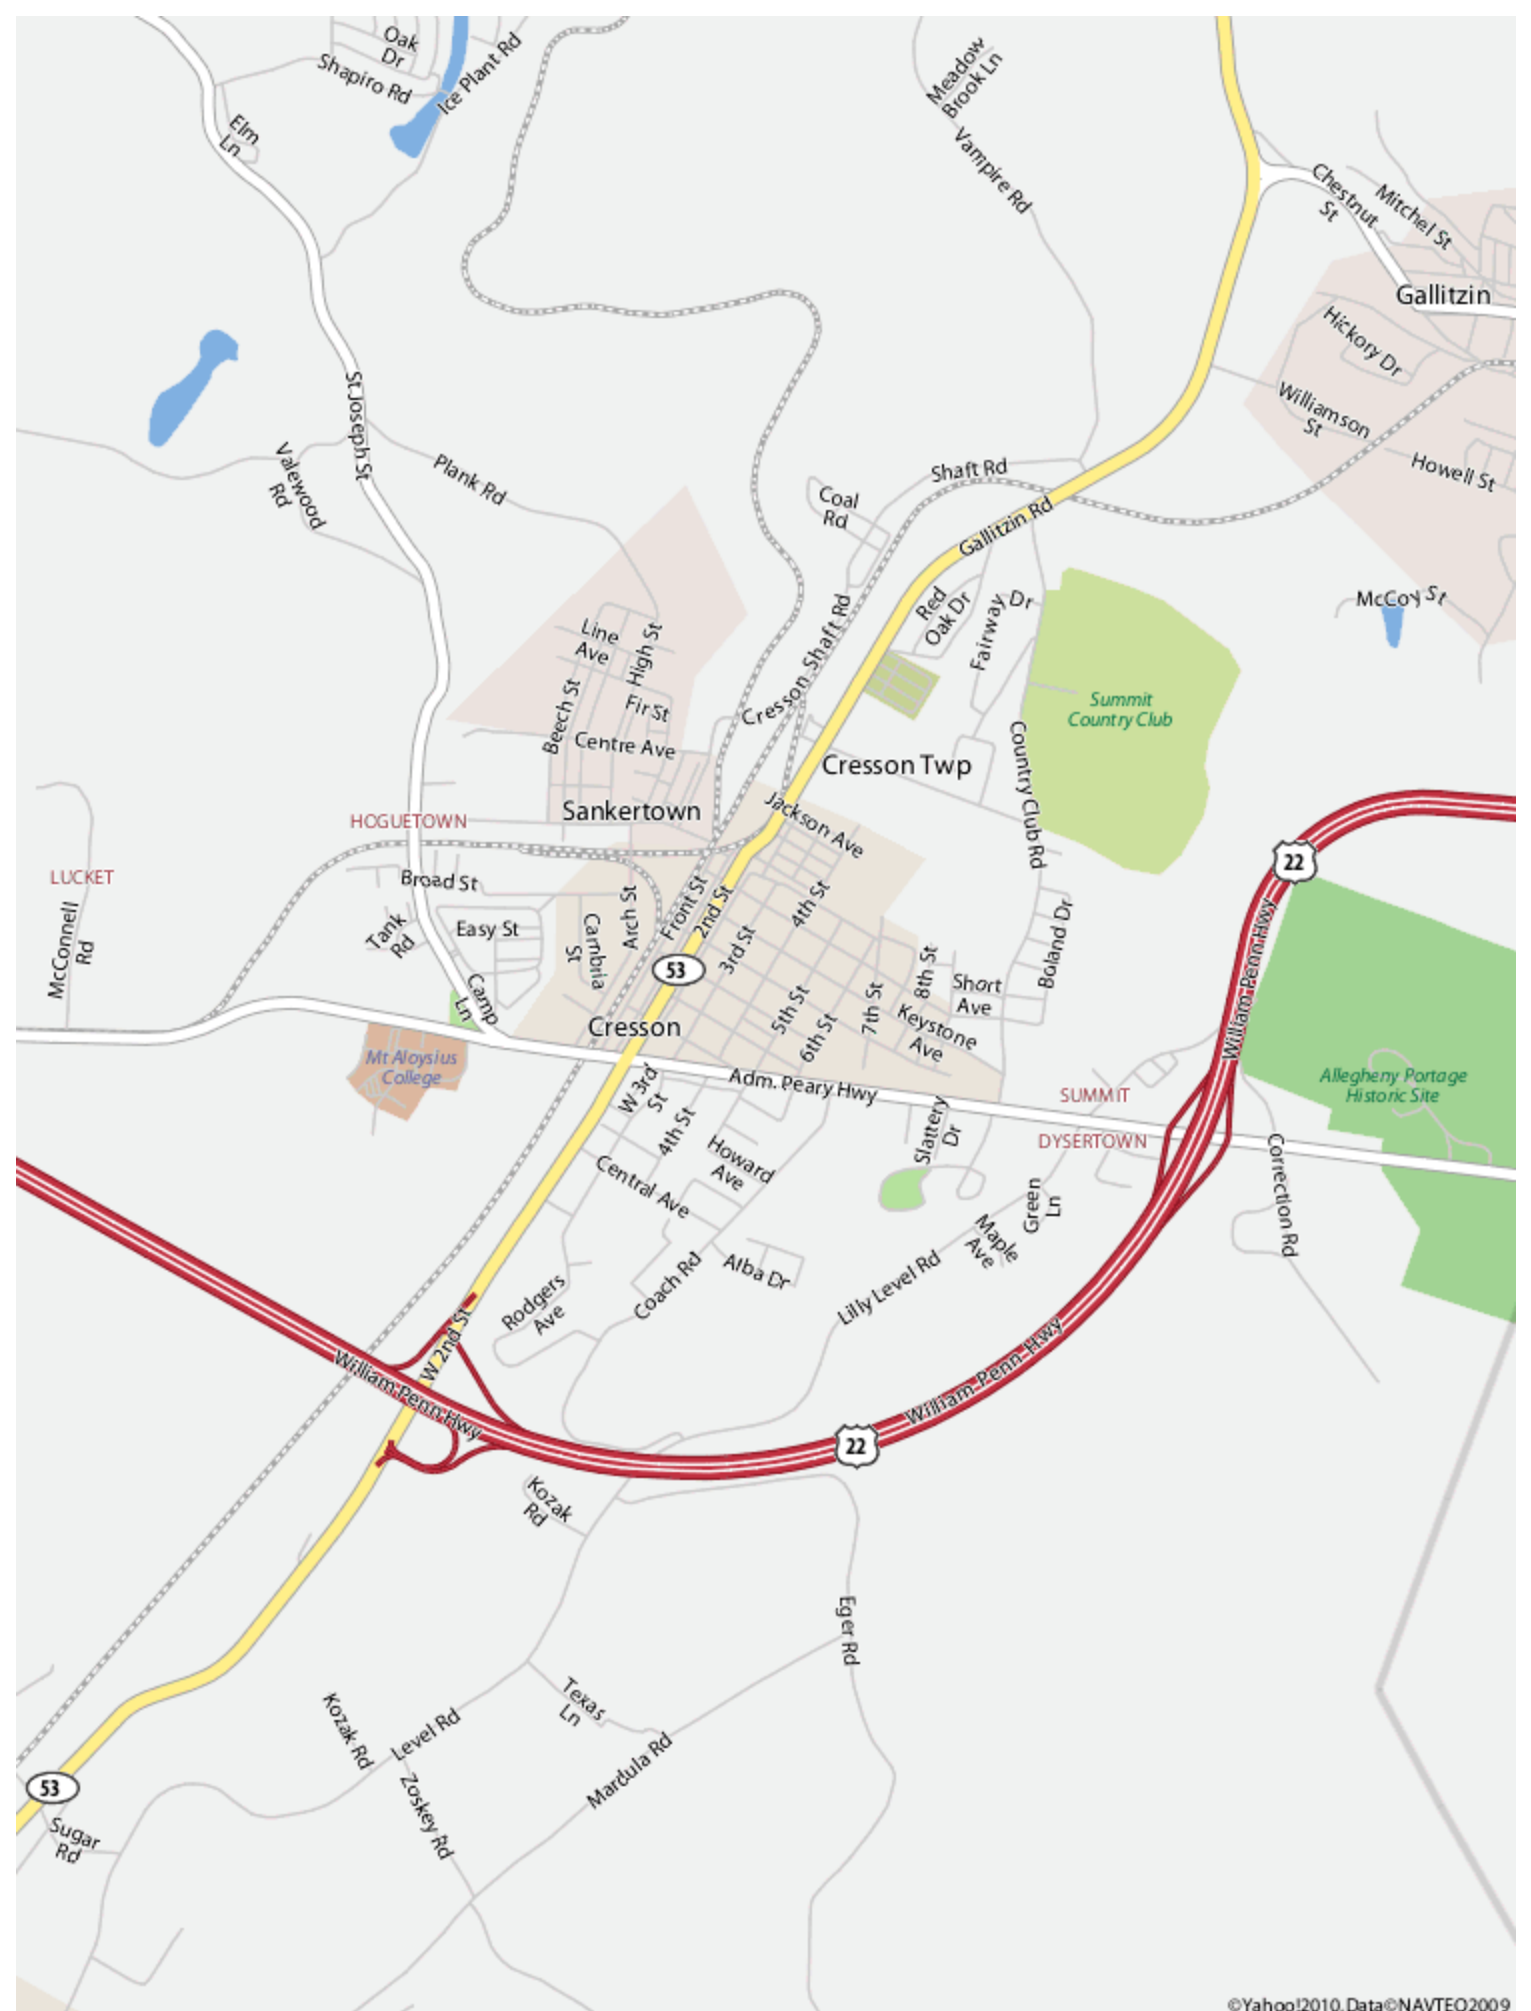 Oak
Dr
Shapiro Rd
Ice Plant Rd
Elm
Ln
Meadow
Brook Ln
Vampire Rd
Chestnut
St
Mitchel St
Gallitzin
Hickory Dr
Williamson
St
Howell St
St Joseph St
Valewood
Rd
Plank Rd
Shaft Rd
Coal
Rd
Gallitzin Rd
McCoy St
Red
Oak Dr
Fairway Dr
Line
Ave
High St
Fir St
Beech St
Centre Ave
Cresson Shaft Rd
Summit
Country Club
Country Club Rd
Cresson Twp
Sankertown
Jackson Ave
HOGUETOWN
LUCKET
22
Broad St
McConnell
Rd
Tank
Rd
Easy St
Cambria
St
Arch St
Front St
2nd St
3rd St
4th St
53
5th St
6th St
7th St
8th St
Short
Ave
Keystone
Ave
Boland Dr
William Penn Hwy
Camp
Ln
Cresson
Mt Aloysius
College
Adm. Peary Hwy
W 3rd
St
4th St
SUMMIT
DYSERTOWN
Allegheny Portage
Historic Site
Slattery
Dr
Howard
Ave
Central Ave
Green
Ln
Maple
Ave
Correction Rd
Alba Dr
Coach Rd
Rodgers
Ave
Lilly Level Rd
W 2nd St
William Penn Hwy
William Penn Hwy
22
Kozak
Rd
Eger Rd
Texas
Ln
Kozak Rd
Level Rd
Mardula Rd
Zoskey Rd
53
Sugar
Rd
©Yahoo!2010, Data©NAVTEQ2009